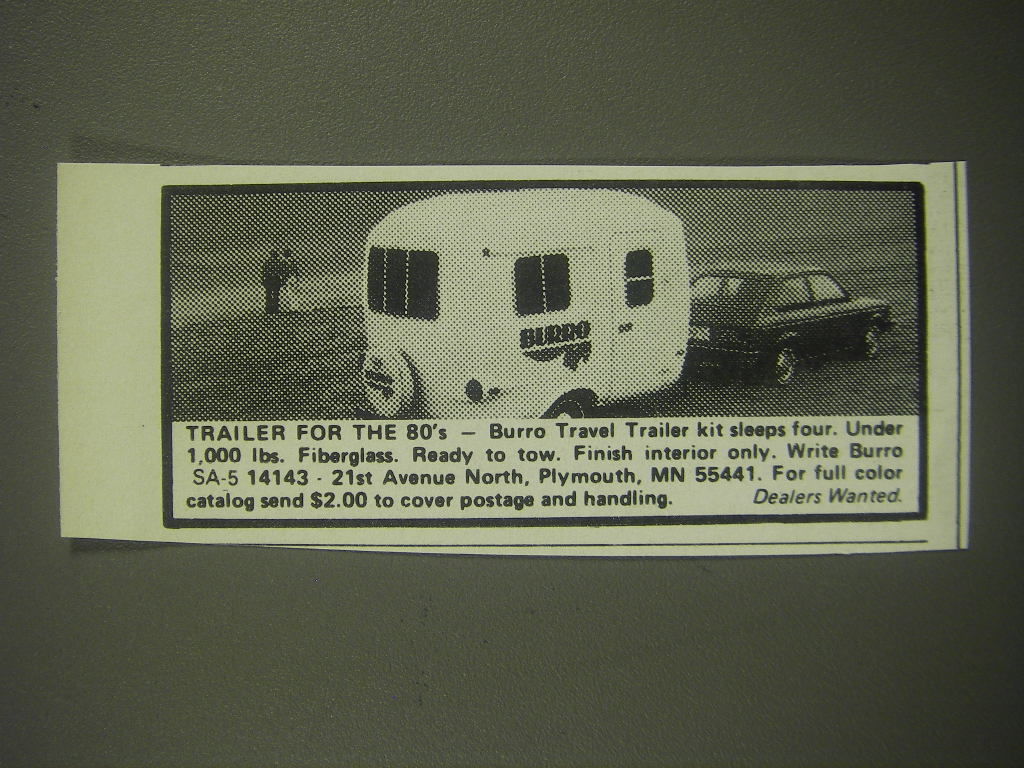 BURRO
TRAILER FOR THE 80's — Burro Travel Trailer kit sleeps four. Under
1,000 lbs. Fiberglass. Ready to tow. Finish interior only. Write Burro
SA-5 14143 - 21st Avenue North, Plymouth, MN 55441. For full color
catalog send $2.00 to cover postage and handling. Dealers Wanted.